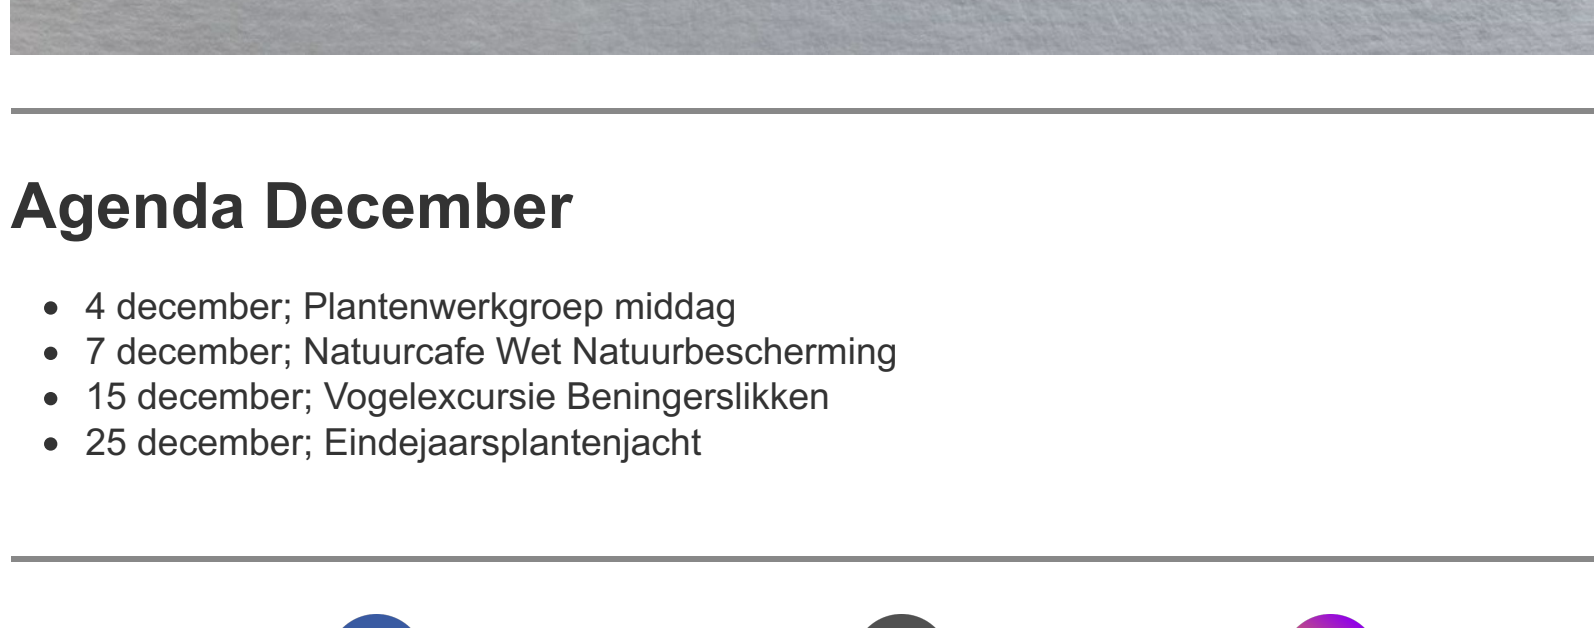 Agenda December
4 december; Plantenwerkgroep middag
7 december; Natuurcafe Wet Natuurbescherming
15 december; Vogelexcursie Beningerslikken
25 december; Eindejaarsplantenjacht